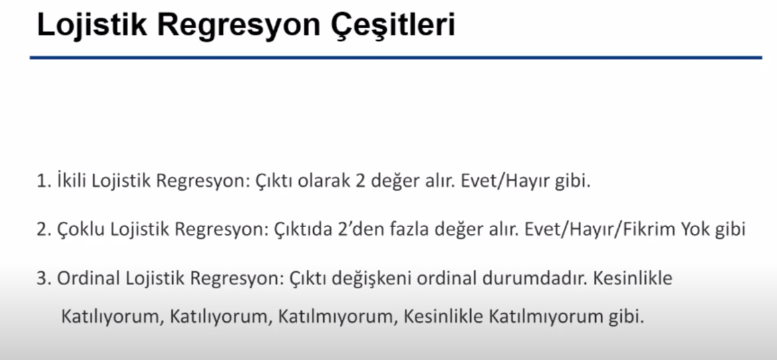 Lojistik Regresyon Çeşitleri
1. İkili Lojistik Regresyon: Çıktı olarak 2 değer alır. Evet/Hayır gibi.
2. Çoklu Lojistik Regresyon: Çıktıda 2’den fazla değer alır. Evet/Hayır/Fikrim Yok gibi
3. Ordinal Lojistik Regresyon: Çıktı değişkeni ordinal durumdadır. Kesinlikle
Katılıyorum, Katılıyorum, Katılmıyorum, Kesinlikle Katılmıyorum gibi.